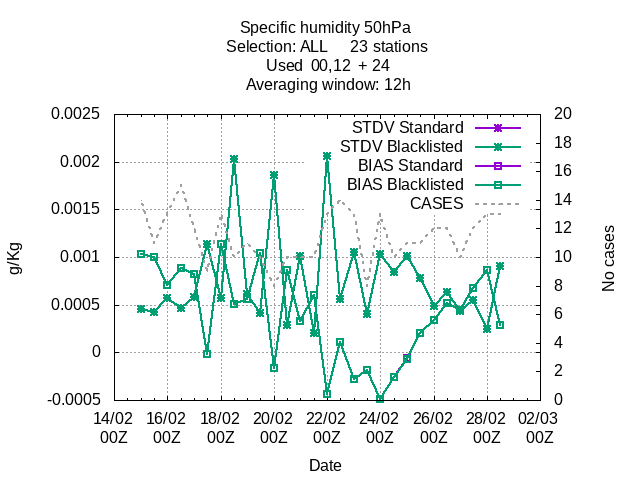 Specific humidity 50hPa
Selection: ALL 23 stations
Used 00,12 + 24
Averaging window: 12h
0.0025
0.002
0.0015
0.001
0.0005
0
-0.0005
g/Kg
STDV Standard
STDV Blacklisted
BIAS Standard
BIAS Blacklisted
CASES
20
18
16
14
12
10
8
6
4
2
0
No cases
14/02 16/02 18/02 20/02 22/02 24/02 26/02 28/02 02/03
00Z 00Z 00Z 00Z 00Z 00Z 00Z 00Z 00Z
Date